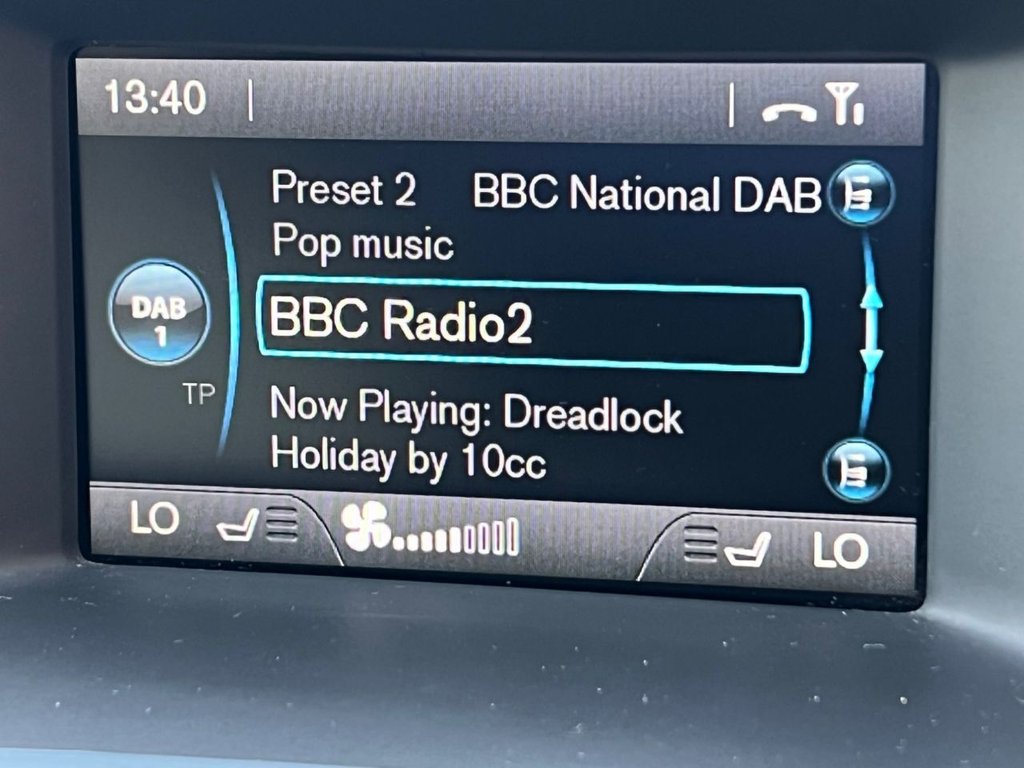 13:40
Preset 2 BBC National DAB
Pop music
DAB
1
BBC Radio2
TP
Now Playing: Dreadlock
Holiday by 10cc
LO LO